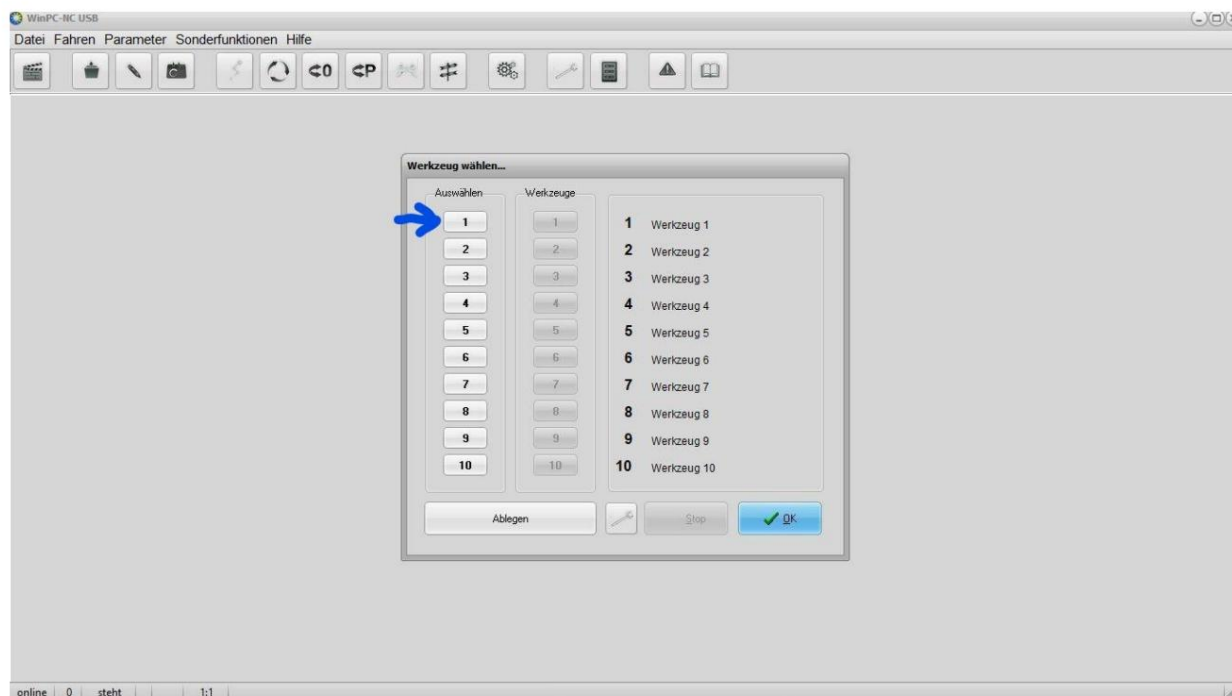 WinPC-NC USB
Datei Fahren Parameter Sonderfunktionen Hilfe
0 P
Werkzeug wählen...
Auswählen Werkzeuge
1 1 1 Werkzeug 1
2 2 2 Werkzeug 2
3 3 3 Werkzeug 3
4 4 4 Werkzeug 4
5 5 5 Werkzeug 5
6 6 6 Werkzeug 6
7 7 7 Werkzeug 7
8 8 8 Werkzeug 8
9 9 9 Werkzeug 9
10 10 10 Werkzeug 10
Ablegen Stop OK
online 0 steht 1:1